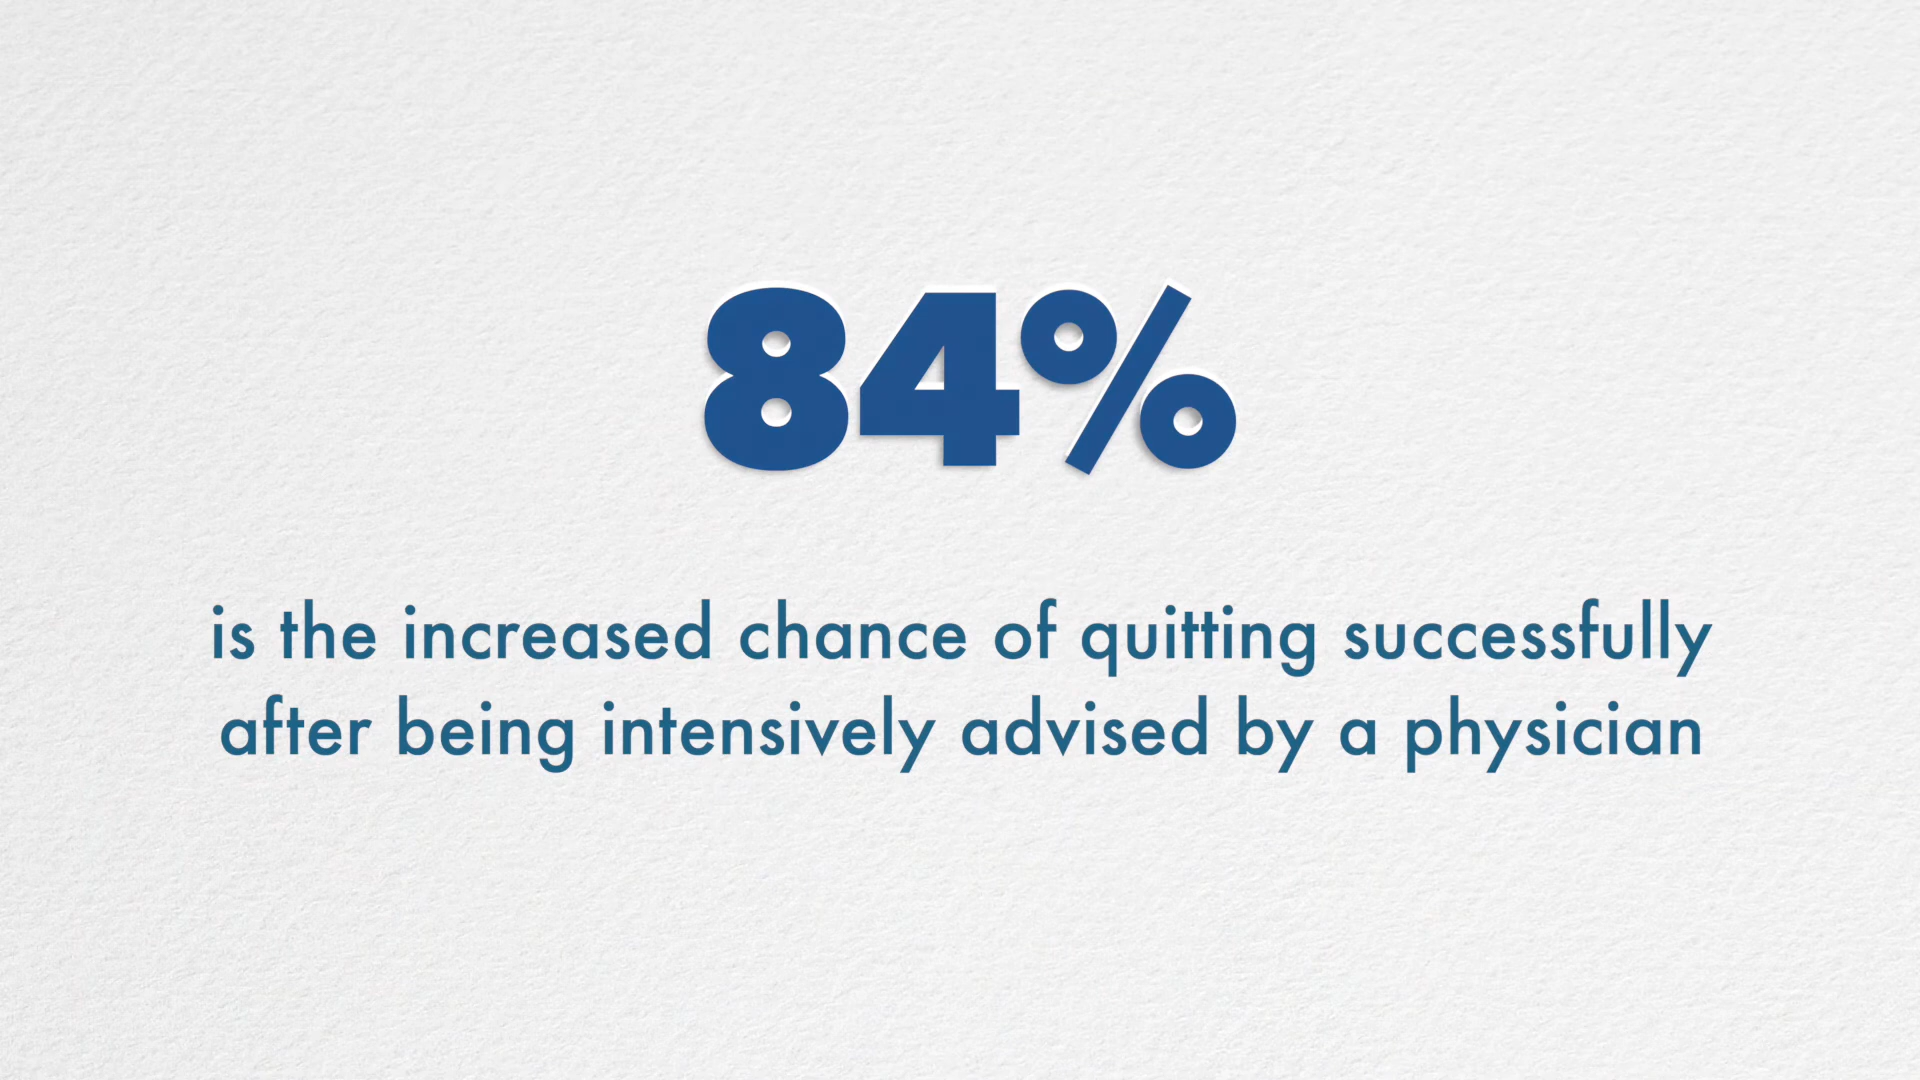 84%
is the increased chance of quitting successfully
after being intensively advised by a physician